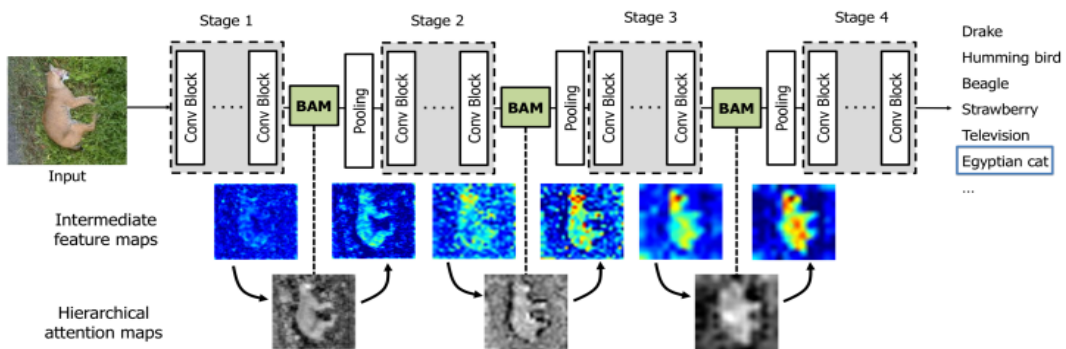 Stage 1
Stage 2
Stage 3
Stage 4
Conv Block
....
Conv Block
BAM
Pooling
Conv Block
....
Conv Block
BAM
Pooling
Conv Block
....
Conv Block
BAM
Pooling
Conv Block
....
Conv Block
Drake
Humming bird
Beagle
Strawberry
Television
Egyptian cat
...
Input
Intermediate
feature maps
Hierarchical
attention maps